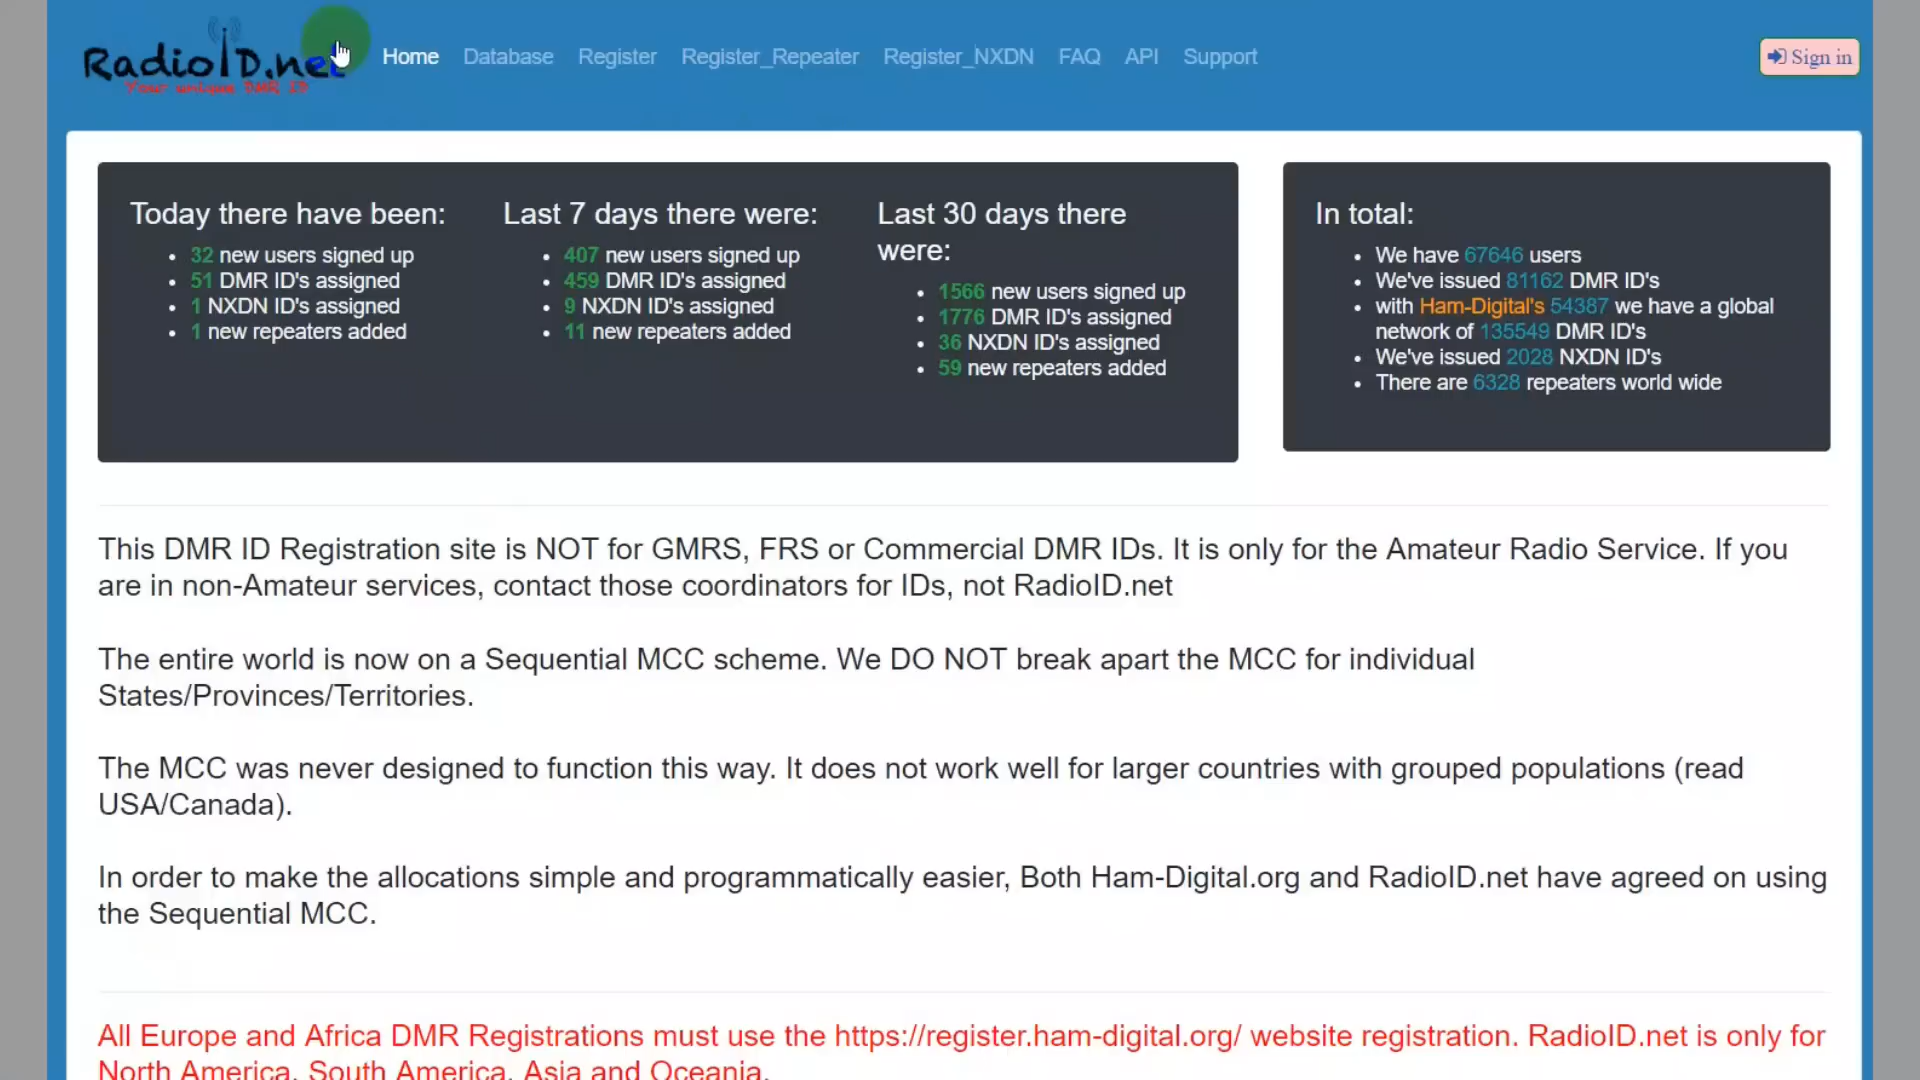 RadioID.net
Your unique DMR ID
Home Database Register Register_Repeater Register_NXDN FAQ API Support
Sign in
Today there have been:
32 new users signed up
51 DMR ID's assigned
1 NXDN ID's assigned
1 new repeaters added
Last 7 days there were:
407 new users signed up
459 DMR ID's assigned
9 NXDN ID's assigned
11 new repeaters added
Last 30 days there
were:
1566 new users signed up
1776 DMR ID's assigned
36 NXDN ID's assigned
59 new repeaters added
In total:
We have 67646 users
We've issued 81162 DMR ID's
with Ham-Digital's 54387 we have a global
network of 135549 DMR ID's
We've issued 2028 NXDN ID's
There are 6328 repeaters world wide
This DMR ID Registration site is NOT for GMRS, FRS or Commercial DMR IDs. It is only for the Amateur Radio Service. If you
are in non-Amateur services, contact those coordinators for IDs, not RadioID.net
The entire world is now on a Sequential MCC scheme. We DO NOT break apart the MCC for individual
States/Provinces/Territories.
The MCC was never designed to function this way. It does not work well for larger countries with grouped populations (read
USA/Canada).
In order to make the allocations simple and programmatically easier, Both Ham-Digital.org and RadioID.net have agreed on using
the Sequential MCC.
All Europe and Africa DMR Registrations must use the https://register.ham-digital.org/ website registration. RadioID.net is only for
North America, South America, Asia and Oceania.